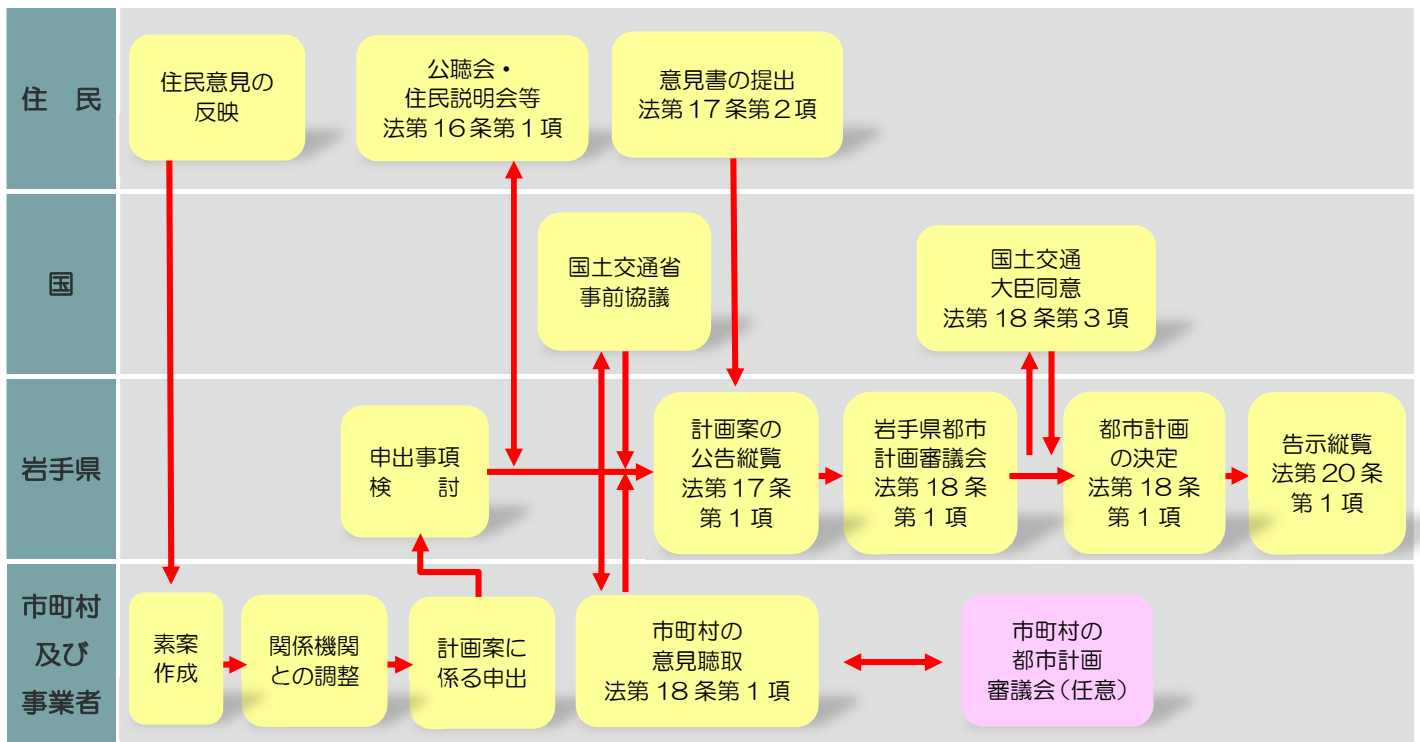 住　民
住民意見の
反映
公聴会・
住民説明会等
法第16条第1項
意見書の提出
法第17条第2項
国
国土交通省
事前協議
国土交通
大臣同意
法第18条第3項
岩手県
申出事項
検　　討
計画案の
公告縦覧
法第17条
第1項
岩手県都市
計画審議会
法第18条
第1項
都市計画
の決定
法第18条
第1項
告示縦覧
法第20条
第1項
市町村
及び
事業者
素案
作成
関係機関
との調整
計画案に
係る申出
市町村の
意見聴取
法第18条第1項
市町村の
都市計画
審議会(任意)